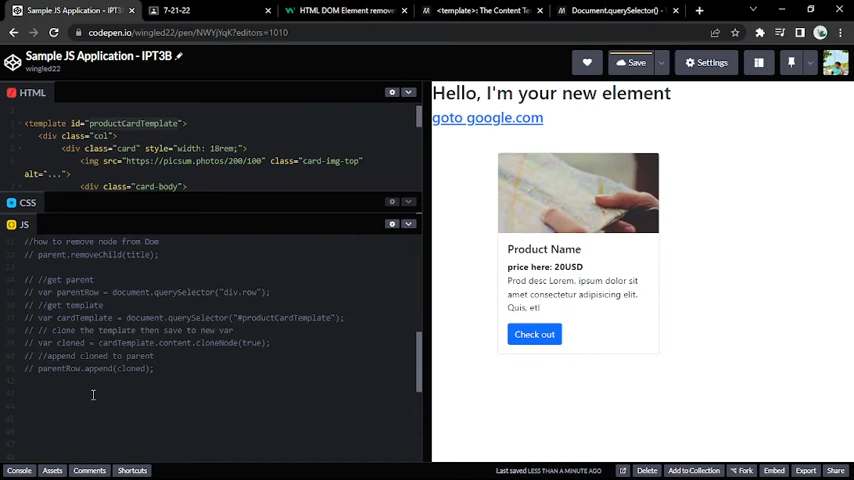 Sample JS Application - IPT3B
7-21-22
HTML DOM Element remove
<template>: The Content Te
Document.querySelector() - W
codepen.io/wingled22/pen/NWYjYqK?editors=1010
Sample JS Application - IPT3B
wingled22
Save
Settings
HTML
<template id="productCardTemplate">
<div class="col">
<div class="card" style="width: 18rem;">
<img src="https://picsum.photos/200/100" class="card-img-top"
alt="...">
<div class="card-body">
CSS
JS
//how to remove node from Dom
// parent.removeChild(title);
// //get parent
// var parentRow = document.querySelector("div.row");
// //get template
// var cardTemplate = document.querySelector("#productCardTemplate");
// // clone the template then save to new var
// var cloned = cardTemplate.content.cloneNode(true);
// //append cloned to parent
// parentRow.append(cloned);
Hello, I'm your new element
goto google.com
Product Name
price here: 20USD
Prod desc Lorem, ipsum dolor sit
amet consectetur adipisicing elit.
Quis, et!
Check out
Console
Assets
Comments
Shortcuts
Last saved LESS THAN A MINUTE AGO
Delete
Add to Collection
Fork
Embed
Export
Share